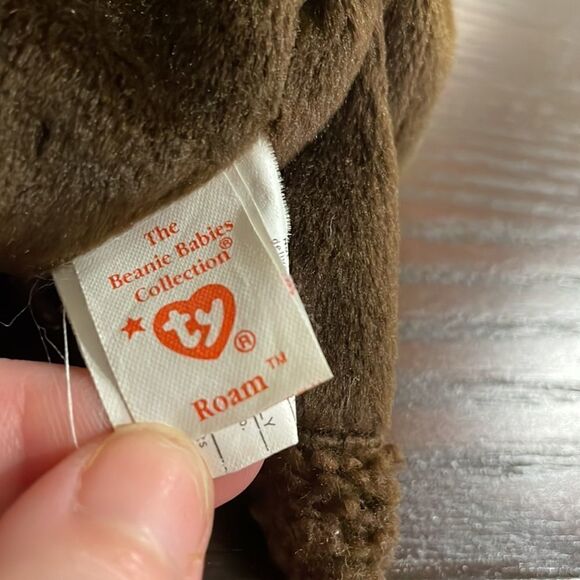 The
Beanie Babies
Collection®
ty®
Roam™